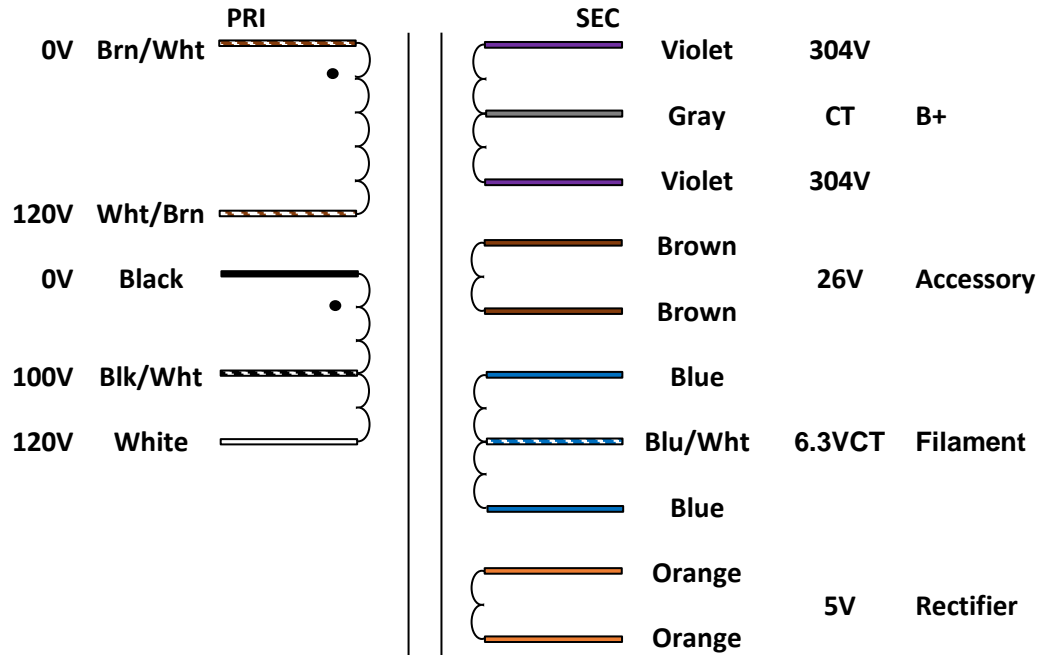 PRI SEC
0V Brn/Wht Violet 304V
Gray CT B+
Violet 304V
120V Wht/Brn
Brown
0V Black 26V Accessory
Brown
100V Blk/Wht Blue
120V White Blu/Wht 6.3VCT Filament
Blue
Orange
5V Rectifier
Orange